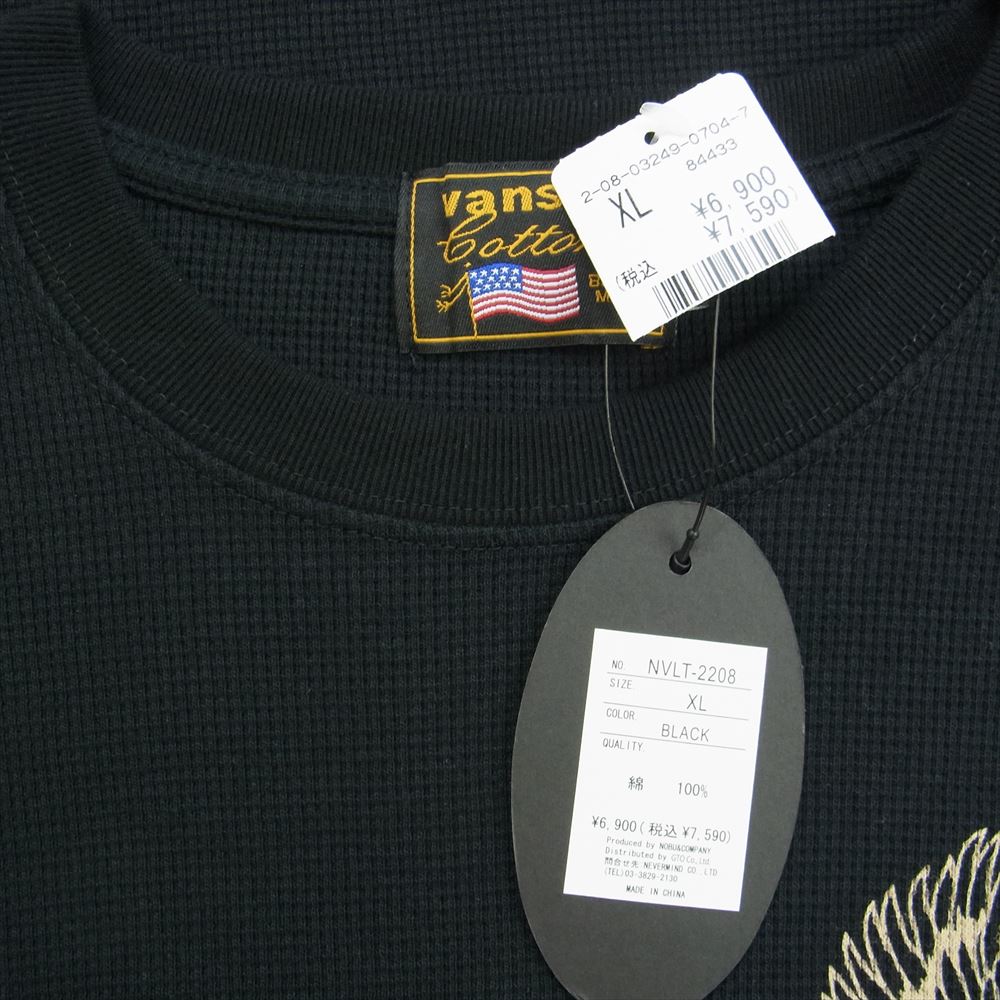 vans
Cotto
B
M
2-08-03249-0704-7
84433
XL
¥6,900
(税込 ¥7,590)
NO. NVLT-2208
SIZE. XL
COLOR BLACK
QUALITY.
綿 100%
¥6,900(税込 ¥7,590)
Produced by NOBU&COMPANY
Distributed by GTO Co,.Ltd.
問合せ先:NEVERMIND CO.,LTD
(TEL)03-3829-2130
MADE IN CHINA